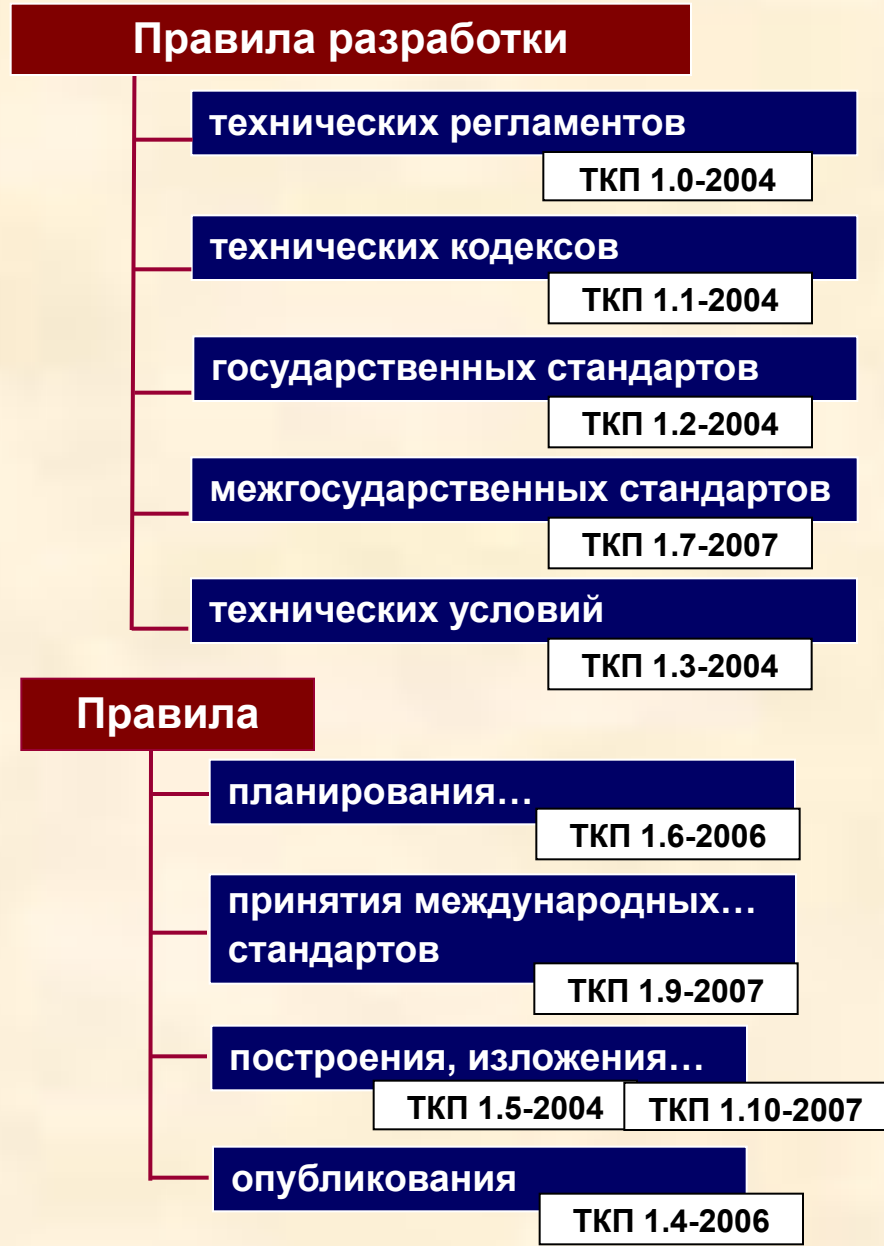 Правила разработки
технических регламентов
ТКП 1.0-2004
технических кодексов
ТКП 1.1-2004
государственных стандартов
ТКП 1.2-2004
межгосударственных стандартов
ТКП 1.7-2007
технических условий
ТКП 1.3-2004
Правила
планирования…
ТКП 1.6-2006
принятия международных…
стандартов
ТКП 1.9-2007
построения, изложения…
ТКП 1.5-2004 ТКП 1.10-2007
опубликования
ТКП 1.4-2006